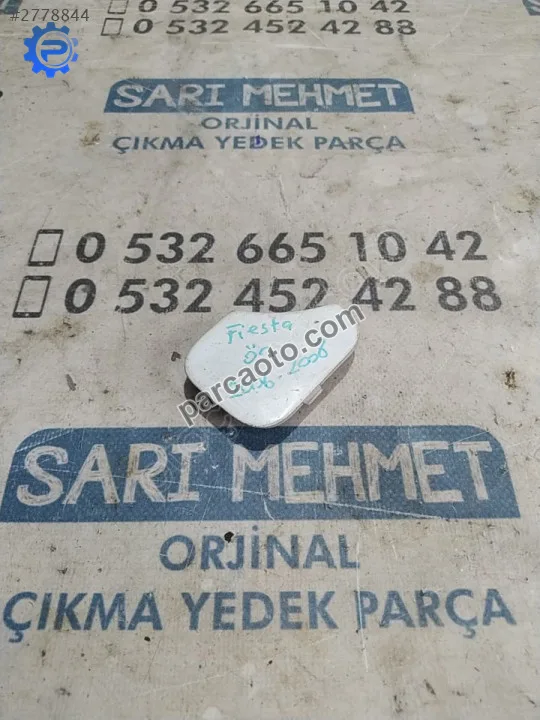 #2778844
0 532 665 10 42
0 532 452 42 88
SARI MEHMET
ORJİNAL
ÇIKMA YEDEK PARÇA
0 532 665 10 42
0 532 452 42 88
Fiesta
Ön
2006
parcaoto.com
SARI MEHMET
ORJİNAL
ÇIKMA YEDEK PARÇA